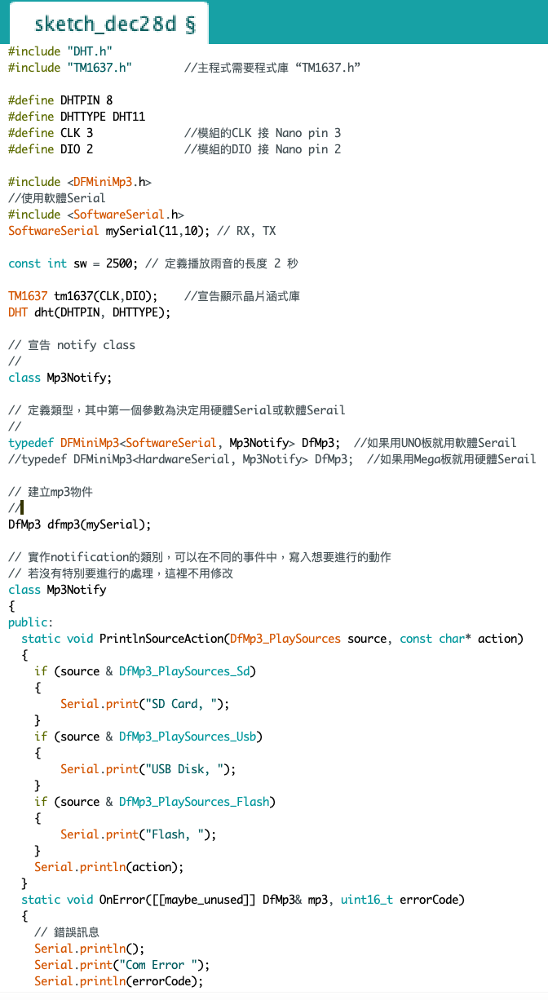 sketch_dec28d §
#include "DHT.h"
#include "TM1637.h"        //主程式需要程式庫 “TM1637.h”
#define DHTPIN 8
#define DHTTYPE DHT11
#define CLK 3              //模組的CLK 接 Nano pin 3
#define DIO 2              //模組的DIO 接 Nano pin 2
#include <DFMiniMp3.h>
//使用軟體Serial
#include <SoftwareSerial.h>
SoftwareSerial mySerial(11,10); // RX, TX
const int sw = 2500; // 定義播放雨音的長度 2 秒
TM1637 tm1637(CLK,DIO);    //宣告顯示晶片涵式庫
DHT dht(DHTPIN, DHTTYPE);
// 宣告 notify class
//
class Mp3Notify;
// 定義類型，其中第一個參數為決定用硬體Serial或軟體Serail
//
typedef DFMiniMp3<SoftwareSerial, Mp3Notify> DfMp3;  //如果用UNO板就用軟體Serail
//typedef DFMiniMp3<HardwareSerial, Mp3Notify> DfMp3;  //如果用Mega板就用硬體Serail
// 建立mp3物件
//
DfMp3 dfmp3(mySerial);
// 實作notification的類別，可以在不同的事件中，寫入想要進行的動作
// 若沒有特別要進行的處理，這裡不用修改
class Mp3Notify
{
public:
  static void PrintlnSourceAction(DfMp3_PlaySources source, const char* action)
  {
    if (source & DfMp3_PlaySources_Sd)
    {
        Serial.print("SD Card, ");
    }
    if (source & DfMp3_PlaySources_Usb)
    {
        Serial.print("USB Disk, ");
    }
    if (source & DfMp3_PlaySources_Flash)
    {
        Serial.print("Flash, ");
    }
    Serial.println(action);
  }
  static void OnError([[maybe_unused]] DfMp3& mp3, uint16_t errorCode)
  {
    // 錯誤訊息
    Serial.println();
    Serial.print("Com Error ");
    Serial.println(errorCode);